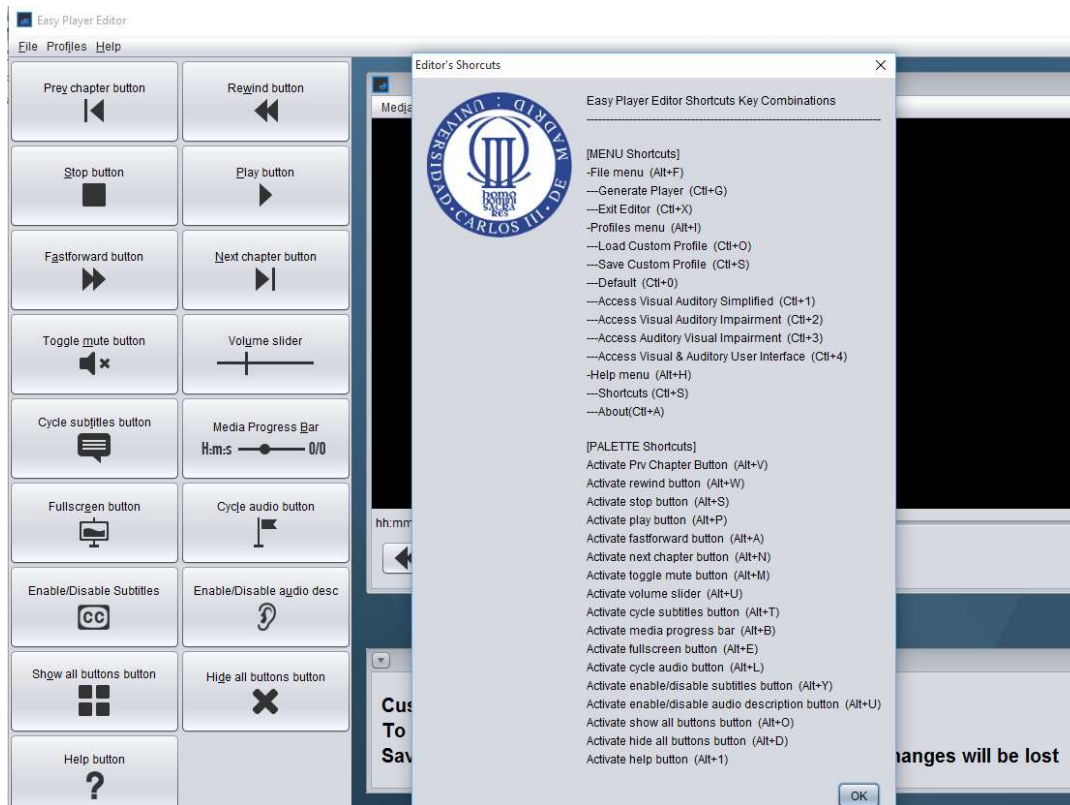 Easy Player Editor
File Profiles Help
Prev chapter button
Rewind button
Stop button
Play button
Fastforward button
Next chapter button
Toggle mute button
Volume slider
Cycle subtitles button
Media Progress Bar
H:m:s 0/0
Fullscreen button
Cycle audio button
Enable/Disable Subtitles
Enable/Disable audio desc
CC
Show all buttons button
Hide all buttons button
Help button
?
Media
hh:mm
Cus
To
Sav
hanges will be lost
Editor's Shorcuts
UNIVERSIDAD · CARLOS III · DE MADRID :
homo
homini
SACRA
RES
Easy Player Editor Shortcuts Key Combinations
--------------------------------------------------------------------------------
[MENU Shortcuts]
-File menu (Alt+F)
---Generate Player (Ctl+G)
---Exit Editor (Ctl+X)
-Profiles menu (Alt+I)
---Load Custom Profile (Ctl+O)
---Save Custom Profile (Ctl+S)
---Default (Ctl+0)
---Access Visual Auditory Simplified (Ctl+1)
---Access Visual Auditory Impairment (Ctl+2)
---Access Auditory Visual Impairment (Ctl+3)
---Access Visual & Auditory User Interface (Ctl+4)
-Help menu (Alt+H)
---Shortcuts (Ctl+S)
---About(Ctl+A)
[PALETTE Shortcuts]
Activate Prv Chapter Button (Alt+V)
Activate rewind button (Alt+W)
Activate stop button (Alt+S)
Activate play button (Alt+P)
Activate fastforward button (Alt+A)
Activate next chapter button (Alt+N)
Activate toggle mute button (Alt+M)
Activate volume slider (Alt+U)
Activate cycle subtitles button (Alt+T)
Activate media progress bar (Alt+B)
Activate fullscreen button (Alt+E)
Activate cycle audio button (Alt+L)
Activate enable/disable subtitles button (Alt+Y)
Activate enable/disable audio description button (Alt+U)
Activate show all buttons button (Alt+O)
Activate hide all buttons button (Alt+D)
Activate help button (Alt+1)
OK